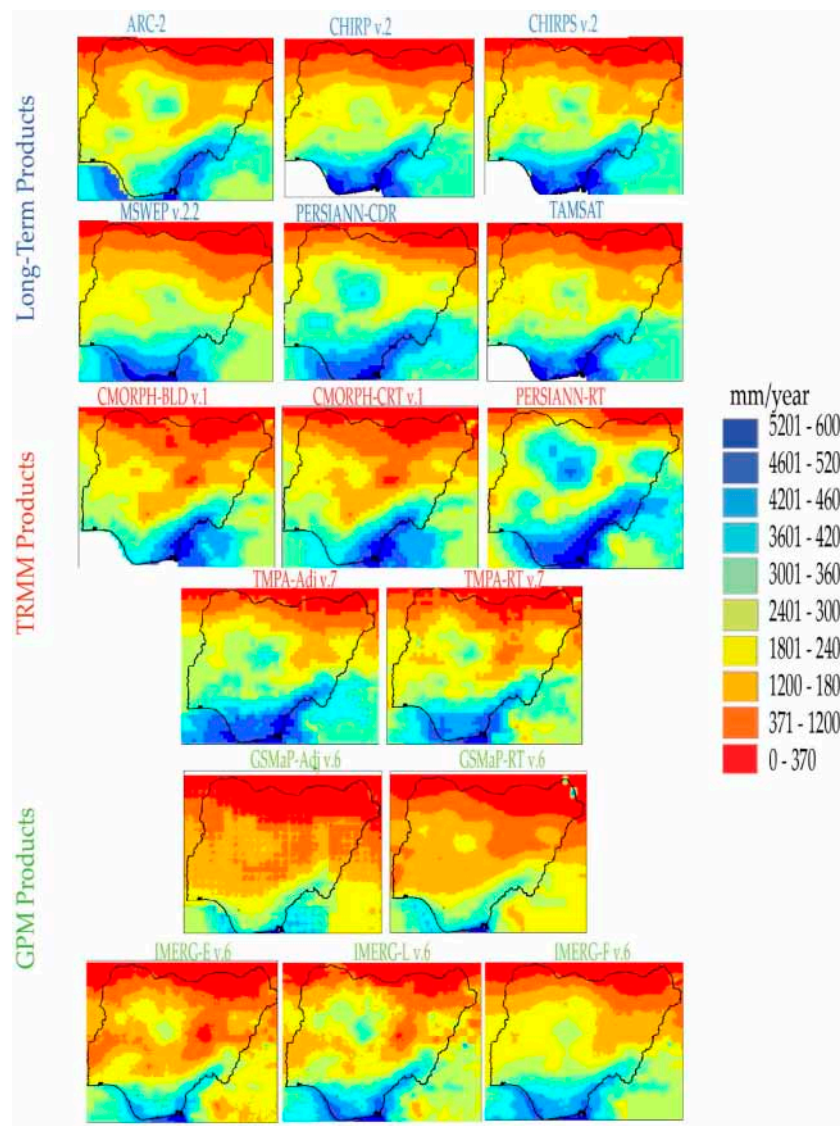 Long-Term Products
ARC-2
CHIRP v.2
CHIRPS v.2
MSWEP v.2.2
PERSIANN-CDR
TAMSAT
TRMM Products
CMORPH-BLD v.1
CMORPH-CRT v.1
PERSIANN-RT
TMPA-Adj v.7
TMPA-RT v.7
GPM Products
GSMaP-Adj v.6
GSMaP-RT v.6
IMERG-E v.6
IMERG-L v.6
IMERG-F v.6
mm/year
5201 - 600
4601 - 520
4201 - 460
3601 - 420
3001 - 360
2401 - 300
1801 - 240
1200 - 180
371 - 1200
0 - 370